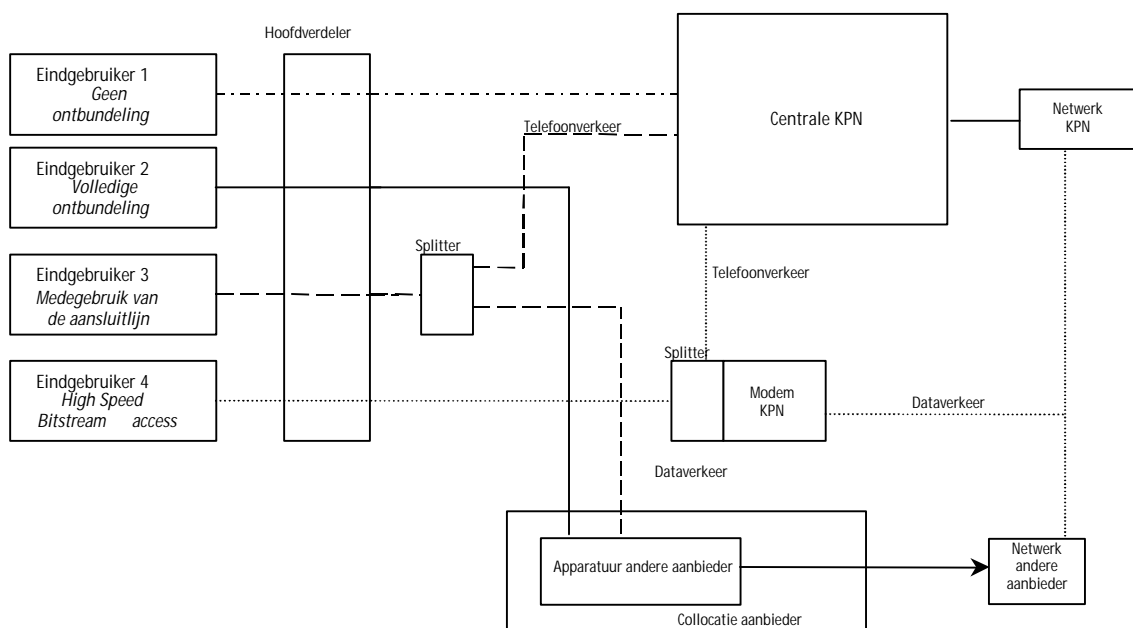 Hoofdverdeler
Eindgebruiker 1
Geen
ontbundeling
Centrale KPN
Netwerk
KPN
Telefoonverkeer
Eindgebruiker 2
Volledige
ontbundeling
Splitter
Eindgebruiker 3
Medegebruik van
de aansluitlijn
Telefoonverkeer
Splitter
Eindgebruiker 4
High Speed
Bitstream access
Modem
KPN
Dataverkeer
Dataverkeer
Apparatuur andere aanbieder
Netwerk
andere
aanbieder
Collocatie aanbieder